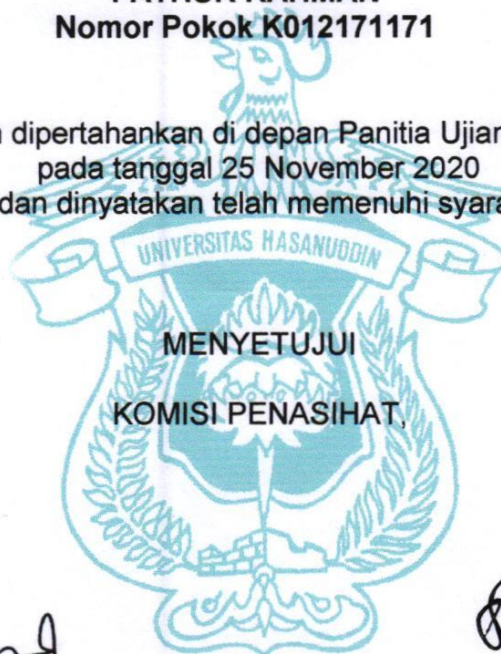 Nomor Pokok K012171171
dipertahankan di depan Panitia Ujian
pada tanggal 25 November 2020
dan dinyatakan telah memenuhi
UNIVERSITAS HASANUDDIN
MENYETUJUI
KOMISI PENASIHAT,